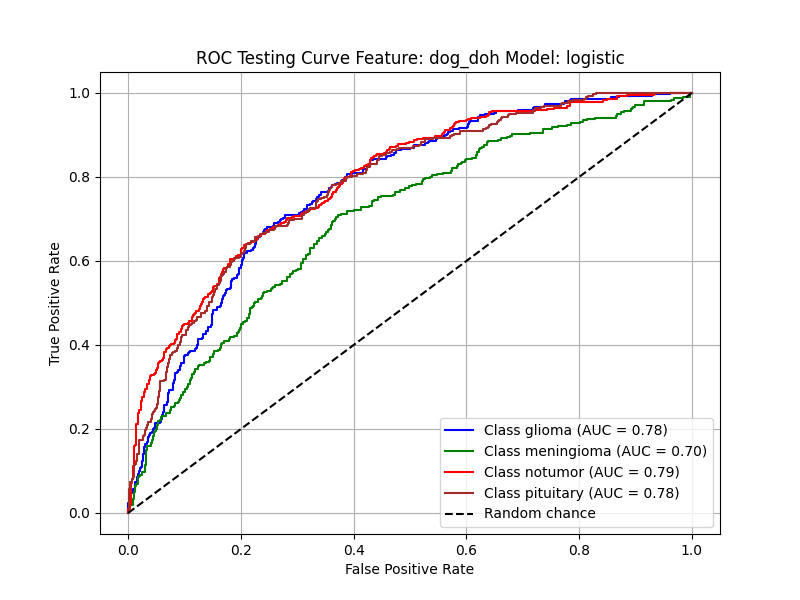 ROC Testing Curve Feature: dog_doh Model: logistic
True Positive Rate
1.0
0.8
0.6
0.4
0.2
0.0
Class glioma (AUC = 0.78)
Class meningioma (AUC = 0.70)
Class notumor (AUC = 0.79)
Class pituitary (AUC = 0.78)
Random chance
0.0 0.2 0.4 0.6 0.8 1.0
False Positive Rate